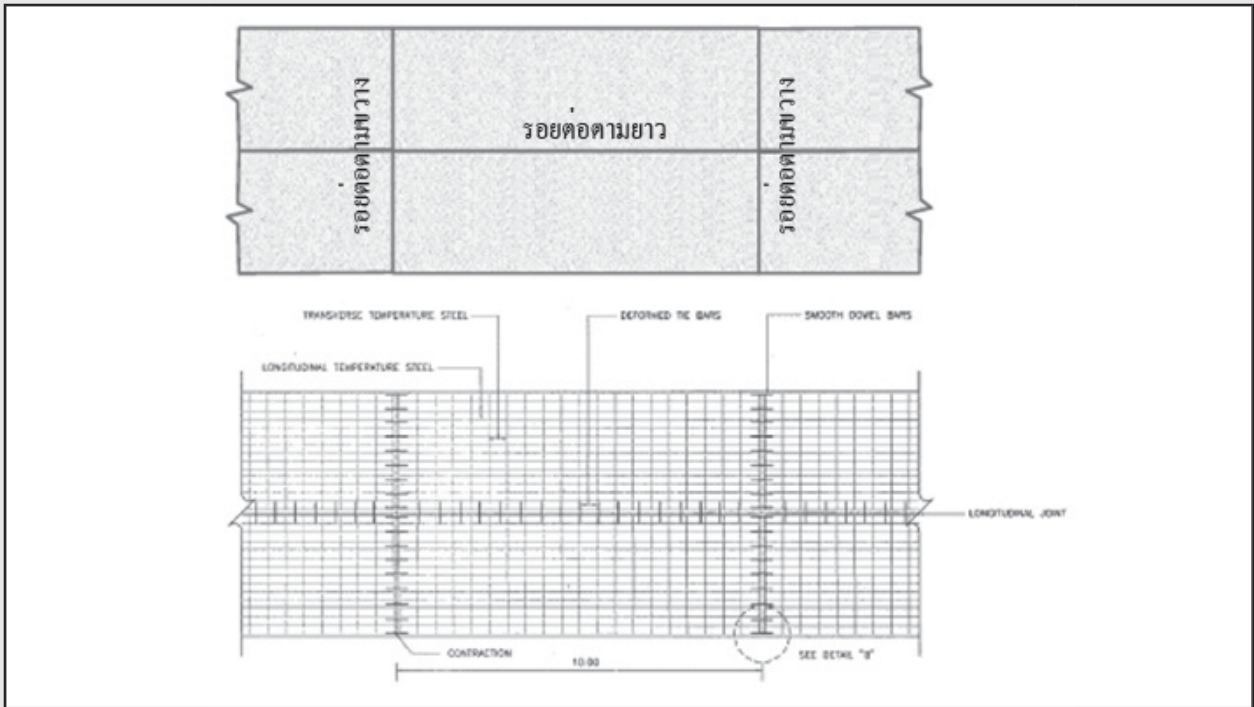 รอยต่อตามขวาง
รอยต่อตามยาว
รอยต่อตามขวาง
TRANSVERSE TEMPERATURE STEEL
DEFORMED TIE BARS
SMOOTH DOWEL BARS
LONGITUDINAL TEMPERATURE STEEL
LONGITUDINAL JOINT
CONTRACTION
10.00
SEE DETAIL "B"